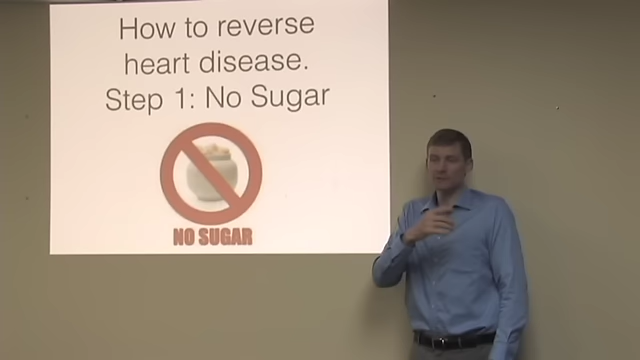 How to reverse
heart disease.
Step 1: No Sugar
NO SUGAR